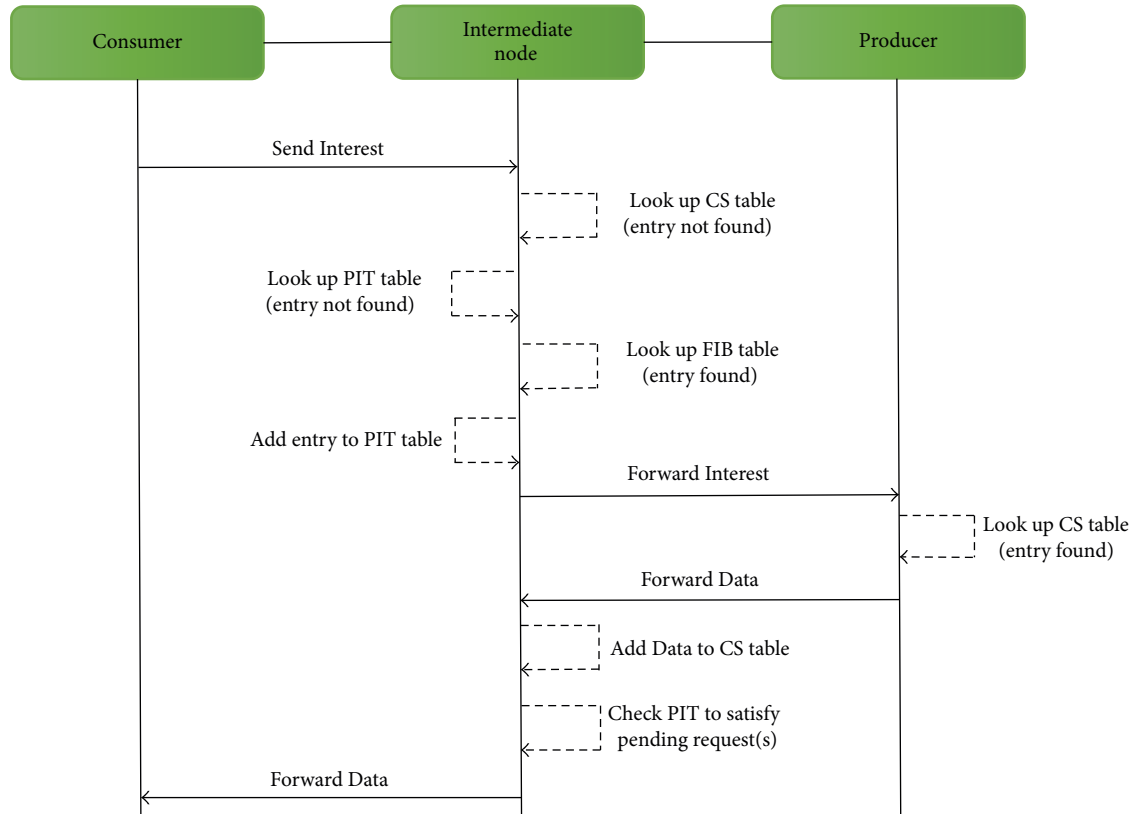 Consumer
Intermediate
node
Producer
Send Interest
Look up CS table
(entry not found)
Look up PIT table
(entry not found)
Look up FIB table
(entry found)
Add entry to PIT table
Forward Interest
Look up CS table
(entry found)
Forward Data
Add Data to CS table
Check PIT to satisfy
pending request(s)
Forward Data